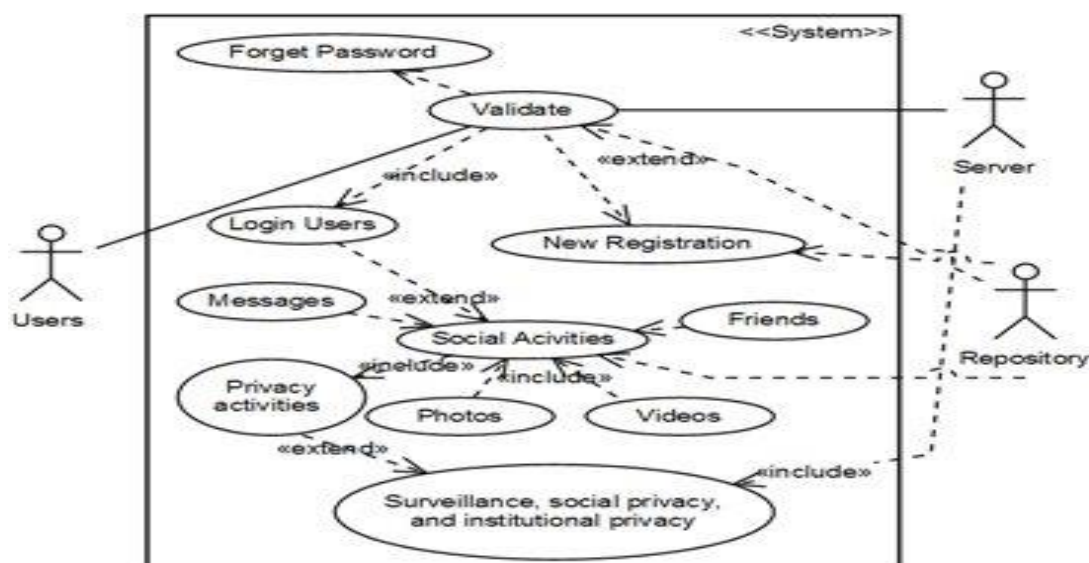 <<System>>
Forget Password
Validate
«extend»
Server
«include»
Login Users
New Registration
Users
Messages
«extend»
Friends
Social Acivities
Repository
«include»
Privacy
activities
«include»
Photos
Videos
«extend»
«include»
Surveillance, social privacy,
and institutional privacy